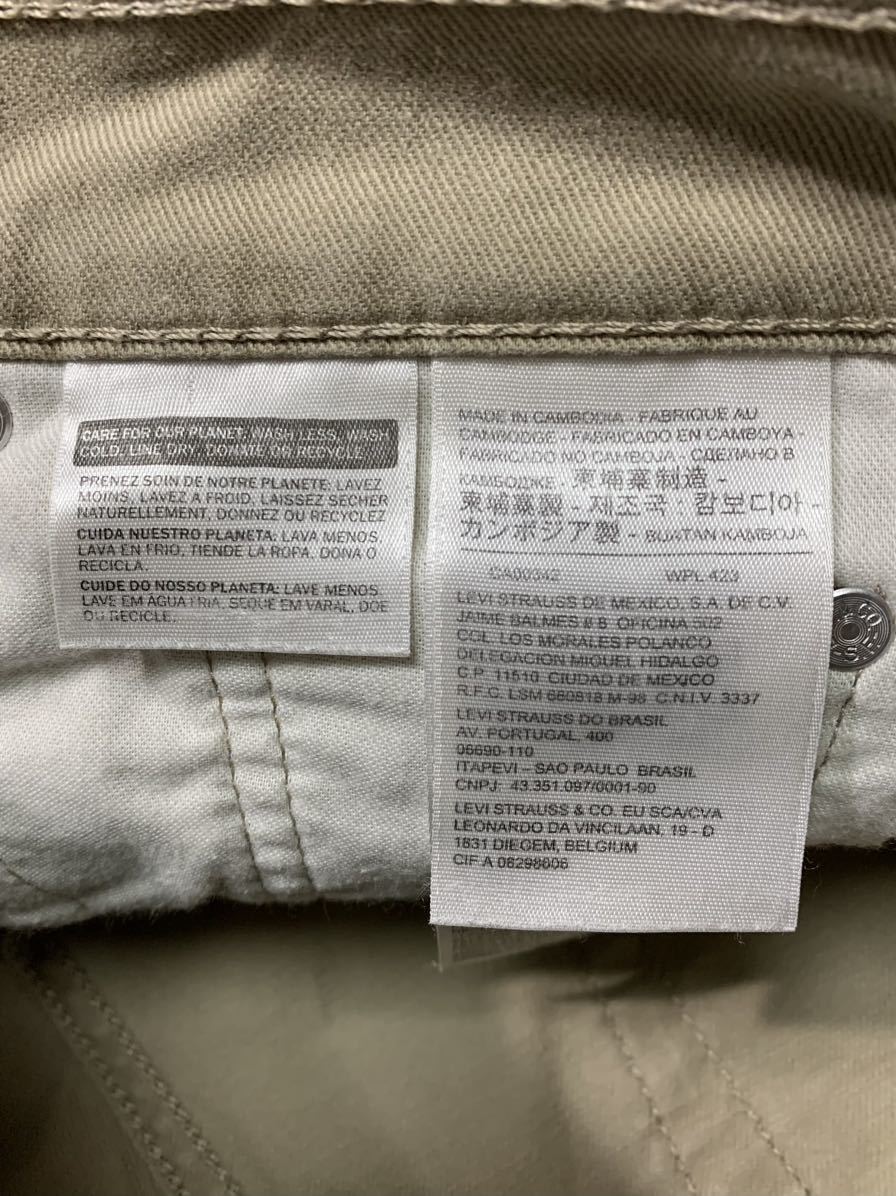 CARE FOR OUR PLANET: WASH LESS, WASH
COLD, LINE DRY, DONATE OR RECYCLE
PRENEZ SOIN DE NOTRE PLANETE: LAVEZ
MOINS, LAVEZ A FROID, LAISSEZ SECHER
NATURELLEMENT, DONNEZ OU RECYCLEZ
CUIDA NUESTRO PLANETA: LAVA MENOS,
LAVA EN FRIO, TIENDE LA ROPA, DONA O
RECICLA.
CUIDE DO NOSSO PLANETA: LAVE MENOS,
LAVE EM ÁGUA FRIA, SEQUE EM VARAL, DOE
OU RECICLE.
MADE IN CAMBODIA - FABRIQUE AU
CAMBODGE - FABRICADO EN CAMBOYA -
FABRICADO NO CAMBOJA - СДЕЛАНО В
КАМБОДЖЕ - 柬埔寨制造 -
柬埔寨製 - 제조국 : 캄보디아 -
カンボジア製 - BUATAN KAMBOJA
WPL 423
LEVI STRAUSS DE MEXICO, S.A. DE C.V.
JAIME BALMES # 8 OFICINA 502
COL. LOS MORALES POLANCO
DELEGACION MIGUEL HIDALGO
C.P. 11510 CIUDAD DE MEXICO
R.F.C. LSM 660818 M-98 C.N.I.V. 3337
LEVI STRAUSS DO BRASIL
AV. PORTUGAL, 400
06690-110
ITAPEVI - SAO PAULO BRASIL
CNPJ: 43.351.097/0001-90
LEVI STRAUSS & CO. EU SCA/CVA
LEONARDO DA VINCILAAN, 19 - D
1831 DIEGEM, BELGIUM
CIF A 08298606